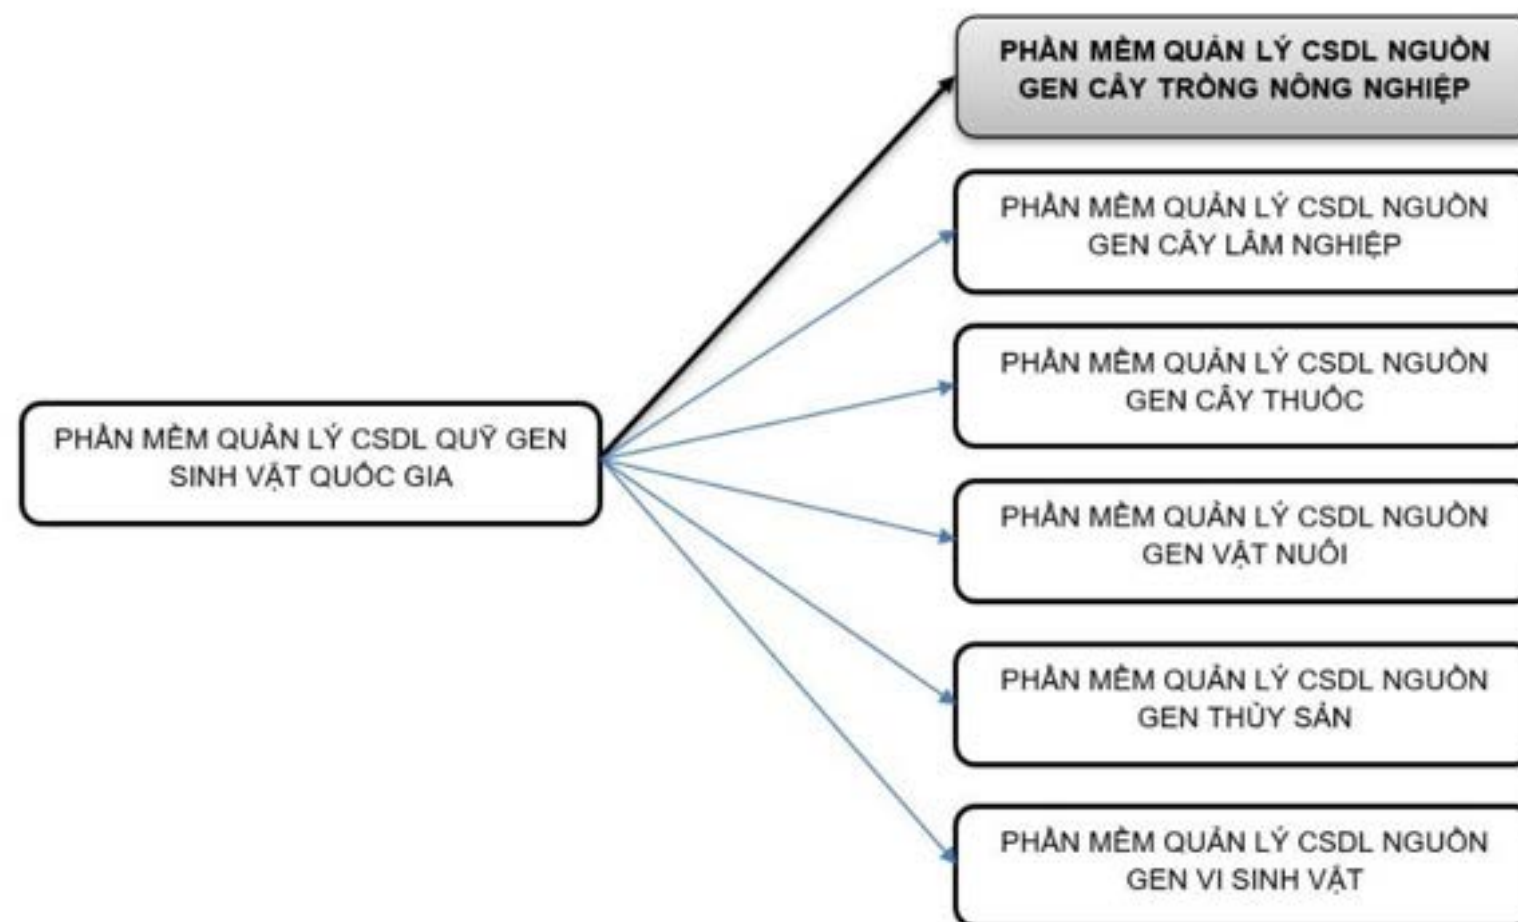 PHẦN MỀM QUẢN LÝ CSDL NGUỒN
GEN CÂY TRỒNG NÔNG NGHIỆP
PHẦN MỀM QUẢN LÝ CSDL NGUỒN
GEN CÂY LÂM NGHIỆP
PHẦN MỀM QUẢN LÝ CSDL NGUỒN
GEN CÂY THUỐC
PHẦN MỀM QUẢN LÝ CSDL QUỸ GEN
SINH VẬT QUỐC GIA
PHẦN MỀM QUẢN LÝ CSDL NGUỒN
GEN VẬT NUÔI
PHẦN MỀM QUẢN LÝ CSDL NGUỒN
GEN THỦY SẢN
PHẦN MỀM QUẢN LÝ CSDL NGUỒN
GEN VI SINH VẬT